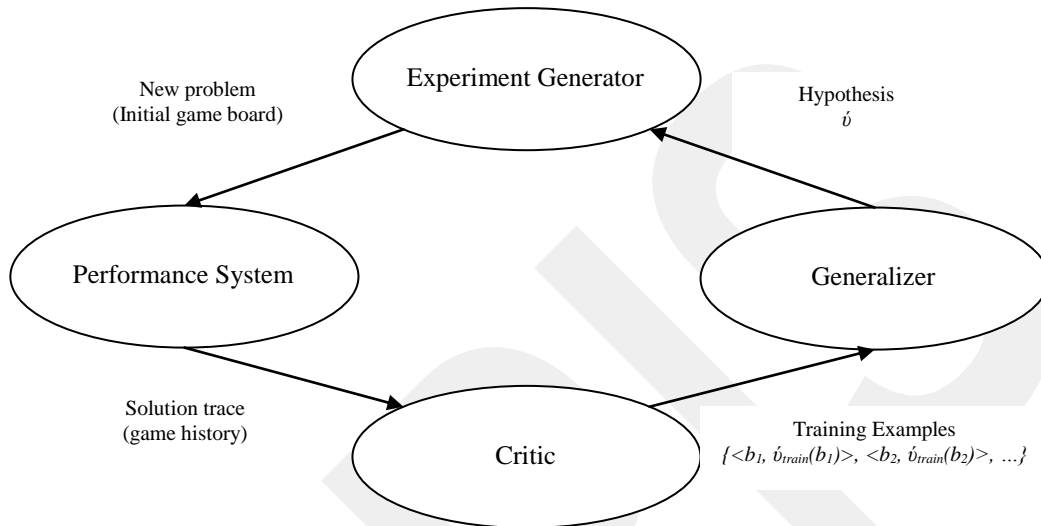 Experiment Generator
New problem
(Initial game board)
Hypothesis
ύ
Performance System
Generalizer
Solution trace
(game history)
Critic
Training Examples
{<b₁, ύtrain(b₁)>, <b₂, ύtrain(b₂)>, …}